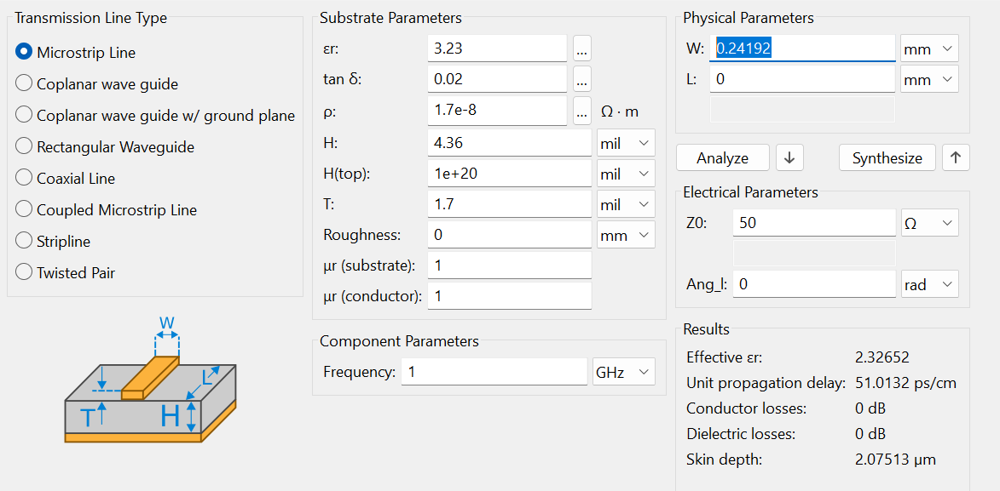 Transmission Line Type
Microstrip Line
Coplanar wave guide
Coplanar wave guide w/ ground plane
Rectangular Waveguide
Coaxial Line
Coupled Microstrip Line
Stripline
Twisted Pair
W
L
T
H
Substrate Parameters
εr: 3.23 ...
tan δ: 0.02 ...
ρ: 1.7e-8 ... Ω · m
H: 4.36 mil
H(top): 1e+20 mil
T: 1.7 mil
Roughness: 0 mm
μr (substrate): 1
μr (conductor): 1
Component Parameters
Frequency: 1 GHz
Physical Parameters
W: 0.24192 mm
L: 0 mm
Analyze ↓ Synthesize ↑
Electrical Parameters
Z0: 50 Ω
Ang_l: 0 rad
Results
Effective εr: 2.32652
Unit propagation delay: 51.0132 ps/cm
Conductor losses: 0 dB
Dielectric losses: 0 dB
Skin depth: 2.07513 μm